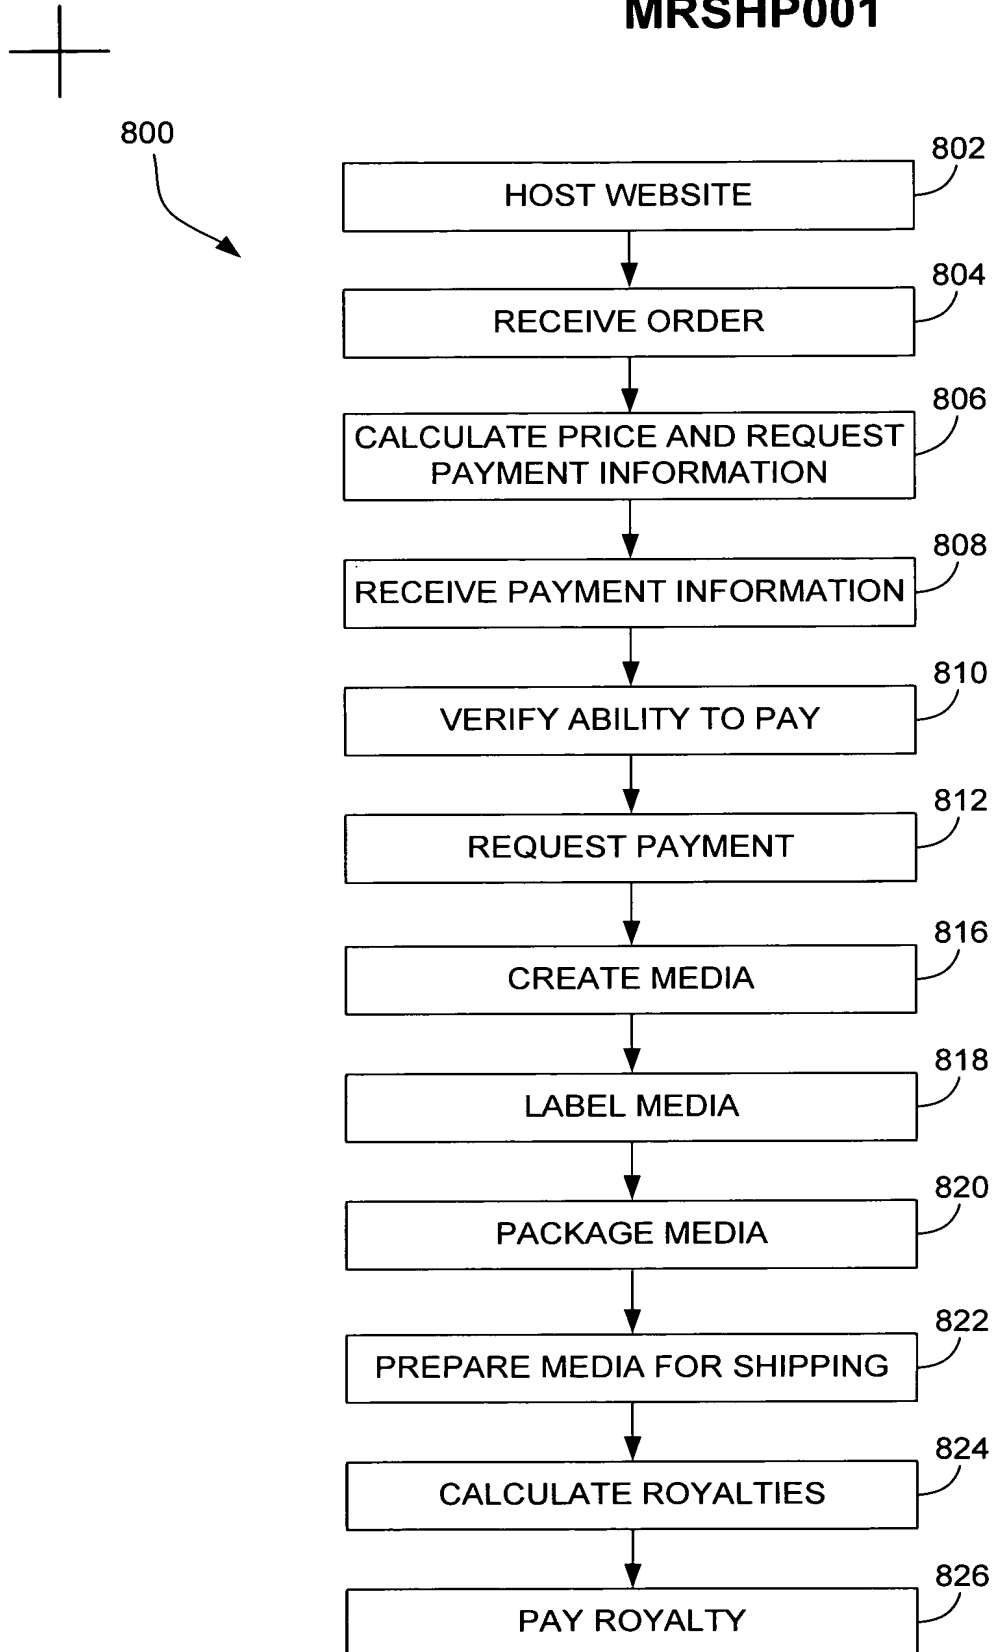 MRSHP001
800
802
HOST WEBSITE
804
RECEIVE ORDER
806
CALCULATE PRICE AND REQUEST
PAYMENT INFORMATION
808
RECEIVE PAYMENT INFORMATION
810
VERIFY ABILITY TO PAY
812
REQUEST PAYMENT
816
CREATE MEDIA
818
LABEL MEDIA
820
PACKAGE MEDIA
822
PREPARE MEDIA FOR SHIPPING
824
CALCULATE ROYALTIES
826
PAY ROYALTY